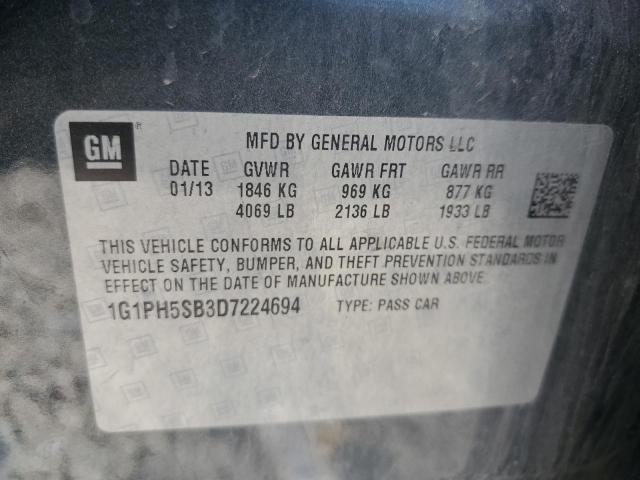 GM®
MFD BY GENERAL MOTORS LLC
DATE GVWR GAWR FRT GAWR RR
01/13 1846 KG 969 KG 877 KG
4069 LB 2136 LB 1933 LB
THIS VEHICLE CONFORMS TO ALL APPLICABLE U.S. FEDERAL MOTOR
VEHICLE SAFETY, BUMPER, AND THEFT PREVENTION STANDARDS IN
EFFECT ON THE DATE OF MANUFACTURE SHOWN ABOVE.
1G1PH5SB3D7224694 TYPE: PASS CAR